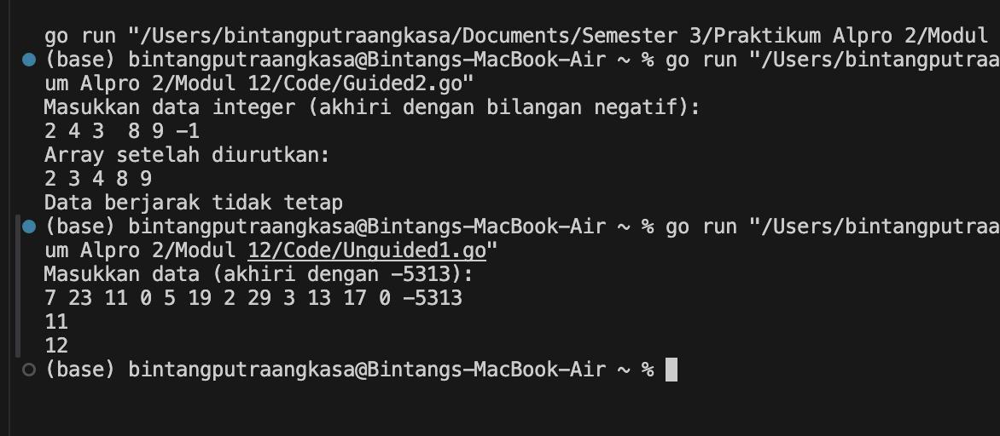 go run "/Users/bintangputraangkasa/Documents/Semester 3/Praktikum Alpro 2/Modul
(base) bintangputraangkasa@Bintangs-MacBook-Air ~ % go run "/Users/bintangputraa
um Alpro 2/Modul 12/Code/Guided2.go"
Masukkan data integer (akhiri dengan bilangan negatif):
2 4 3  8 9 -1
Array setelah diurutkan:
2 3 4 8 9
Data berjarak tidak tetap
(base) bintangputraangkasa@Bintangs-MacBook-Air ~ % go run "/Users/bintangputraa
um Alpro 2/Modul 12/Code/Unguided1.go"
Masukkan data (akhiri dengan -5313):
7 23 11 0 5 19 2 29 3 13 17 0 -5313
11
12
(base) bintangputraangkasa@Bintangs-MacBook-Air ~ %